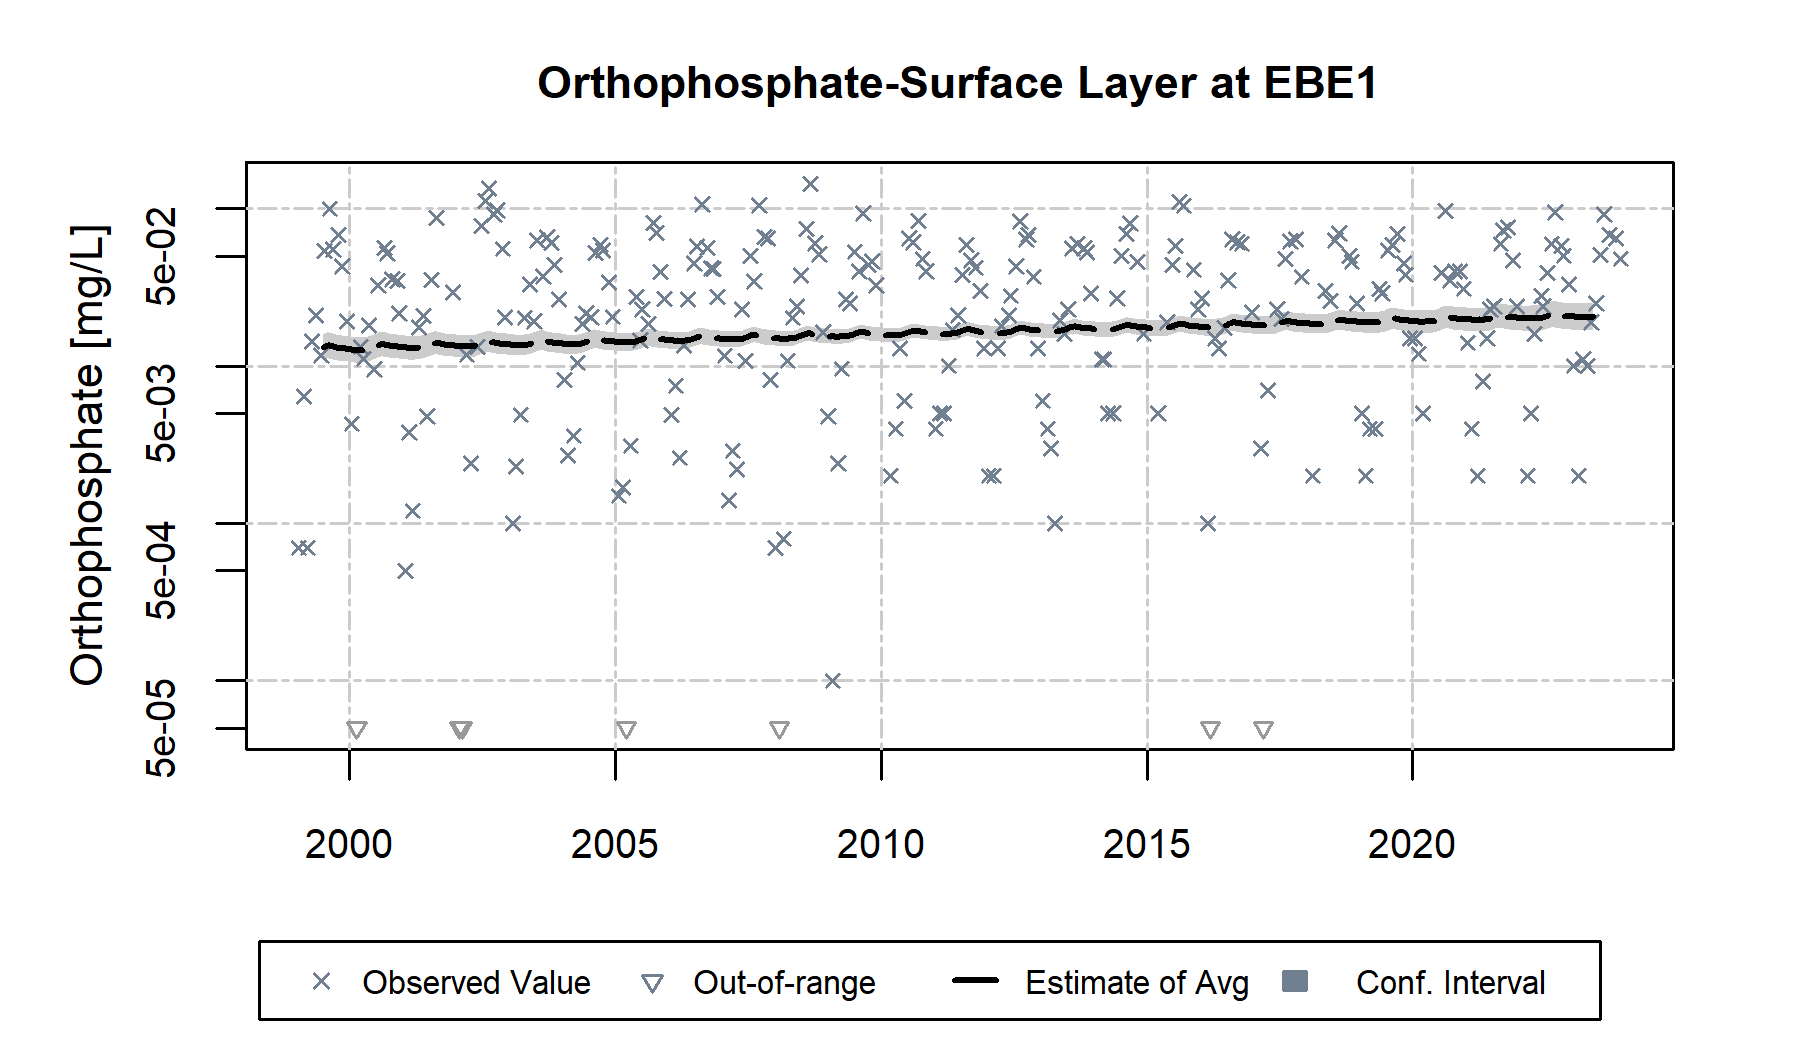 Orthophosphate-Surface Layer at EBE1
Orthophosphate [mg/L]
5e-02
5e-03
5e-04
5e-05
2000 2005 2010 2015 2020
Observed Value Out-of-range Estimate of Avg Conf. Interval